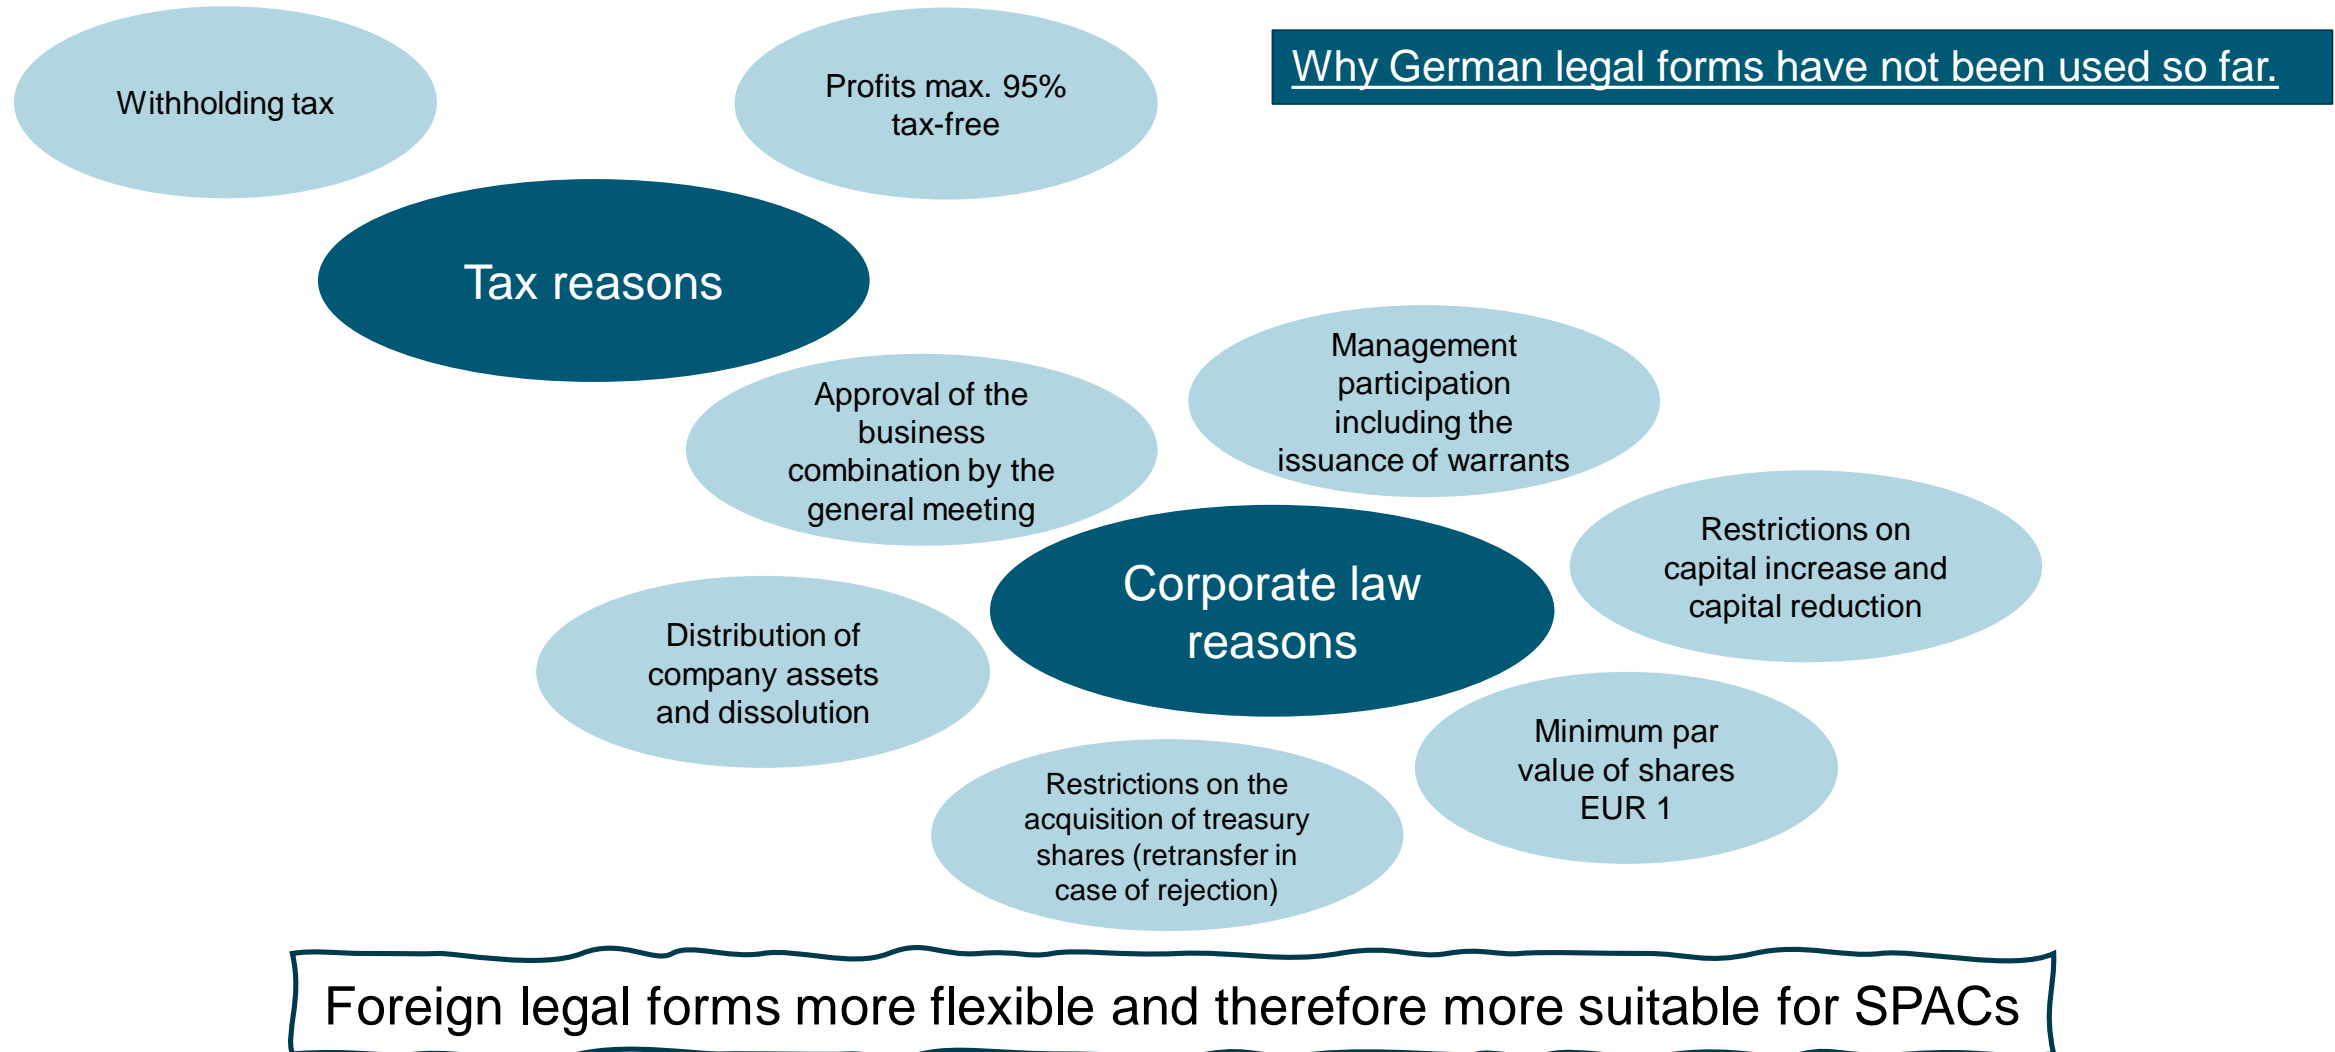 Why German legal forms have not been used so far.
Withholding tax
Profits max. 95%
tax-free
Tax reasons
Approval of the
business
combination by the
general meeting
Management
participation
including the
issuance of warrants
Restrictions on
capital increase and
capital reduction
Corporate law
reasons
Distribution of
company assets
and dissolution
Minimum par
value of shares
EUR 1
Restrictions on the
acquisition of treasury
shares (retransfer in
case of rejection)
Foreign legal forms more flexible and therefore more suitable for SPACs